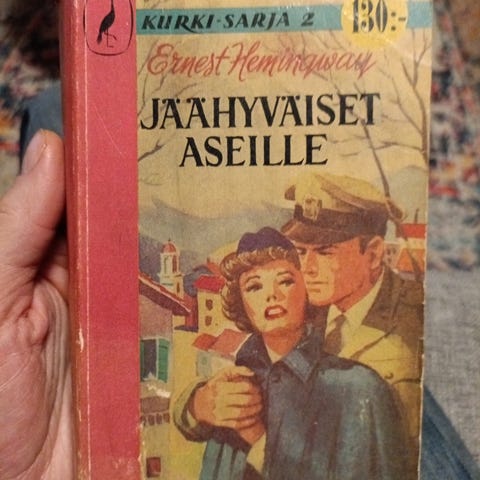 KURKI-SARJA 2
130:-
Ernest Hemingway
JÄÄHYVÄISET
ASEILLE